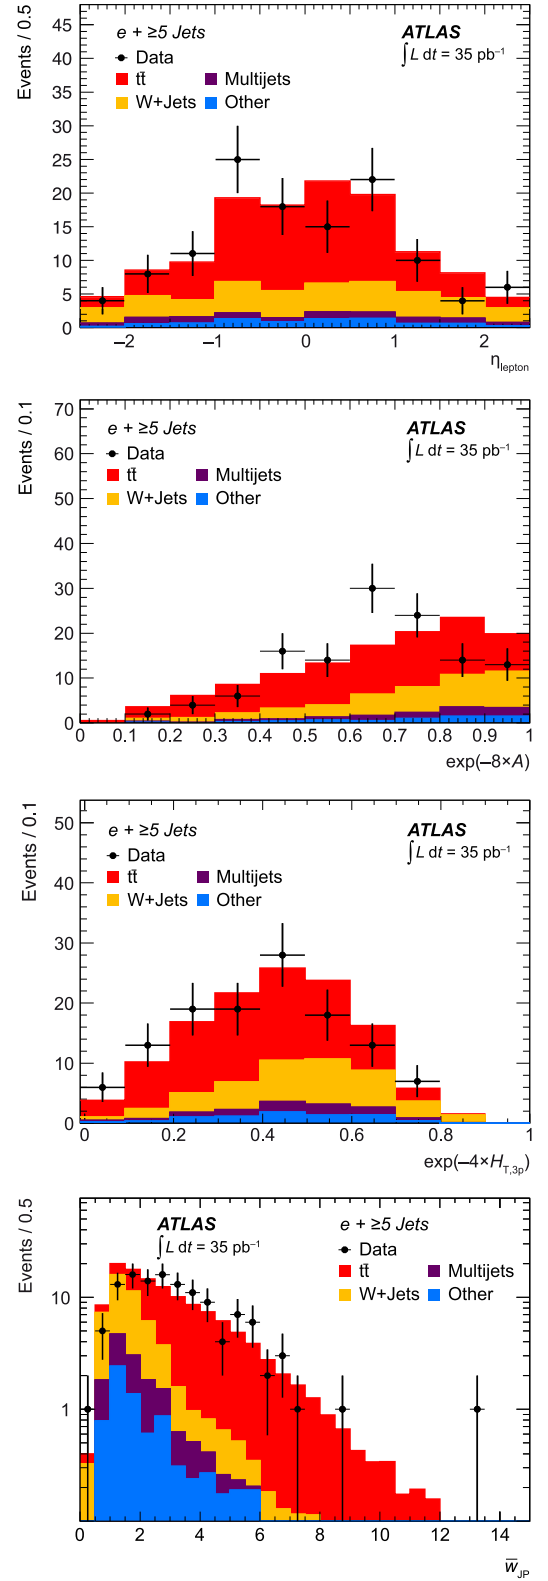 Events / 0.5
e + ≥5 Jets
ATLAS
Data
∫L dt = 35 pb⁻¹
tt̄
Multijets
W+Jets
Other
45
40
35
30
25
20
15
10
5
0
–2 –1 0 1 2
η_lepton
Events / 0.1
e + ≥5 Jets
ATLAS
Data
∫L dt = 35 pb⁻¹
tt̄
Multijets
W+Jets
Other
70
60
50
40
30
20
10
0
0 0.1 0.2 0.3 0.4 0.5 0.6 0.7 0.8 0.9 1
exp(–8×A)
Events / 0.1
e + ≥5 Jets
ATLAS
Data
∫L dt = 35 pb⁻¹
tt̄
Multijets
W+Jets
Other
50
40
30
20
10
0
0 0.2 0.4 0.6 0.8 1
exp(–4×H_T,3p)
Events / 0.5
ATLAS
e + ≥5 Jets
∫L dt = 35 pb⁻¹
Data
tt̄
Multijets
W+Jets
Other
10
1
0 2 4 6 8 10 12 14
w̄_JP